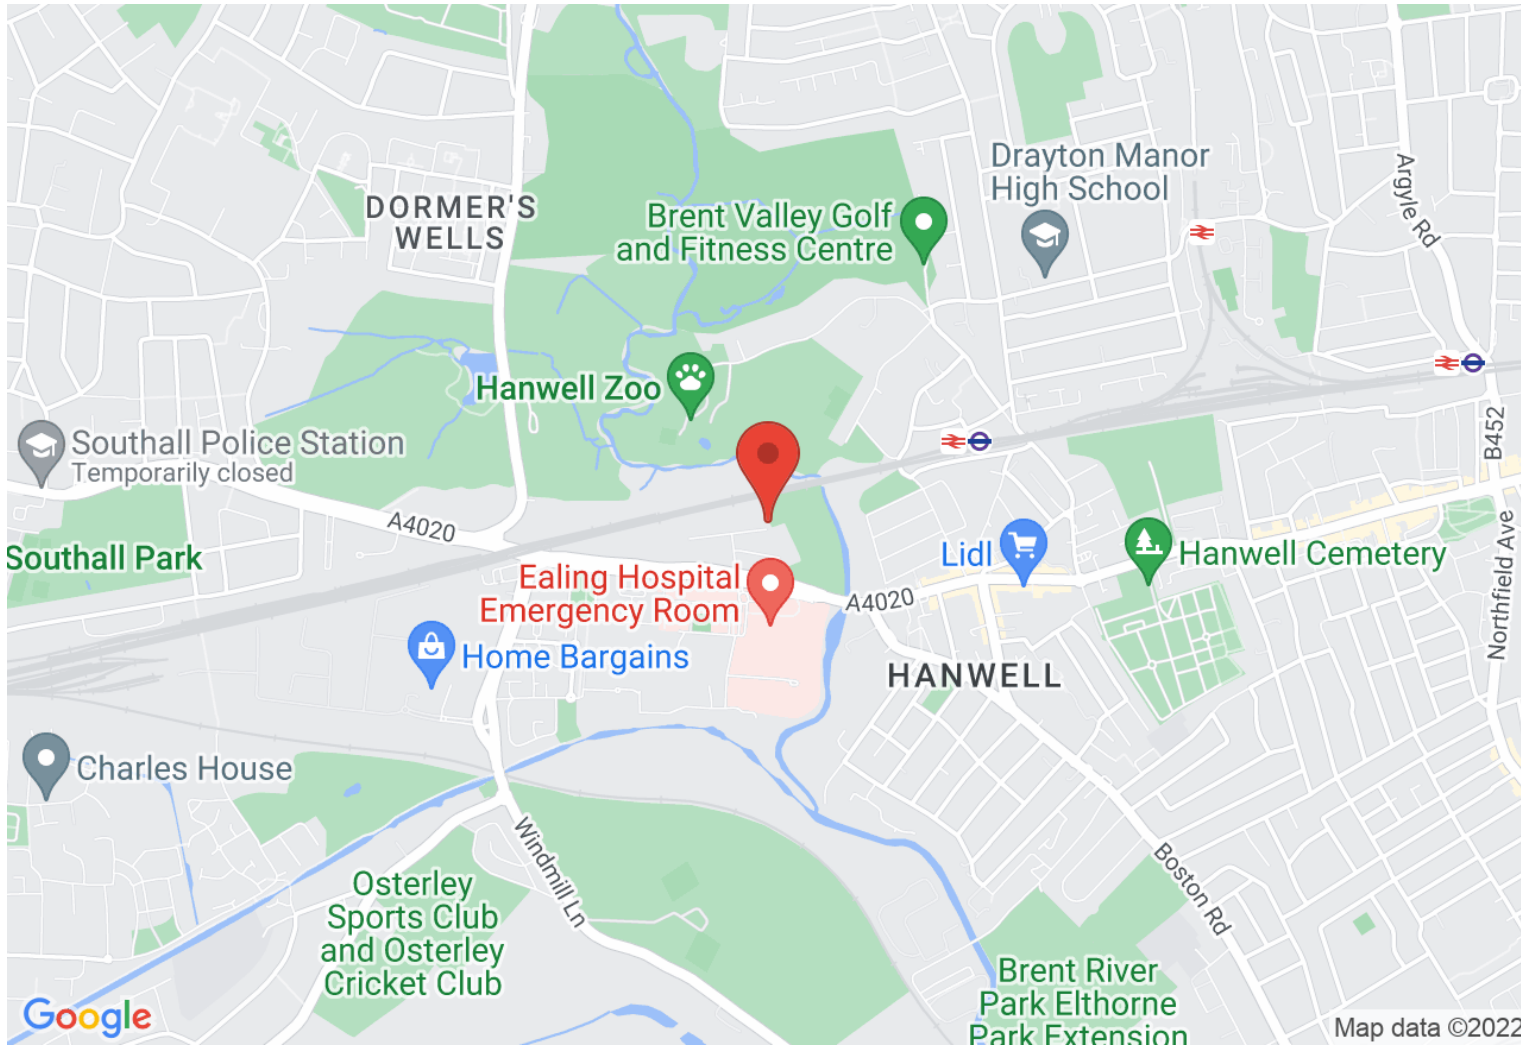 Drayton Manor
High School
Argyle Rd
DORMER'S
WELLS
Brent Valley Golf
and Fitness Centre
Hanwell Zoo
Southall Police Station
Temporarily closed
B452
A4020
Southall Park
Ealing Hospital
Emergency Room
Lidl
Hanwell Cemetery
A4020
Northfield Ave
Home Bargains
HANWELL
Charles House
Windmill Ln
Boston Rd
Osterley
Sports Club
and Osterley
Cricket Club
Brent River
Park Elthorne
Park Extension
Google
Map data ©2022